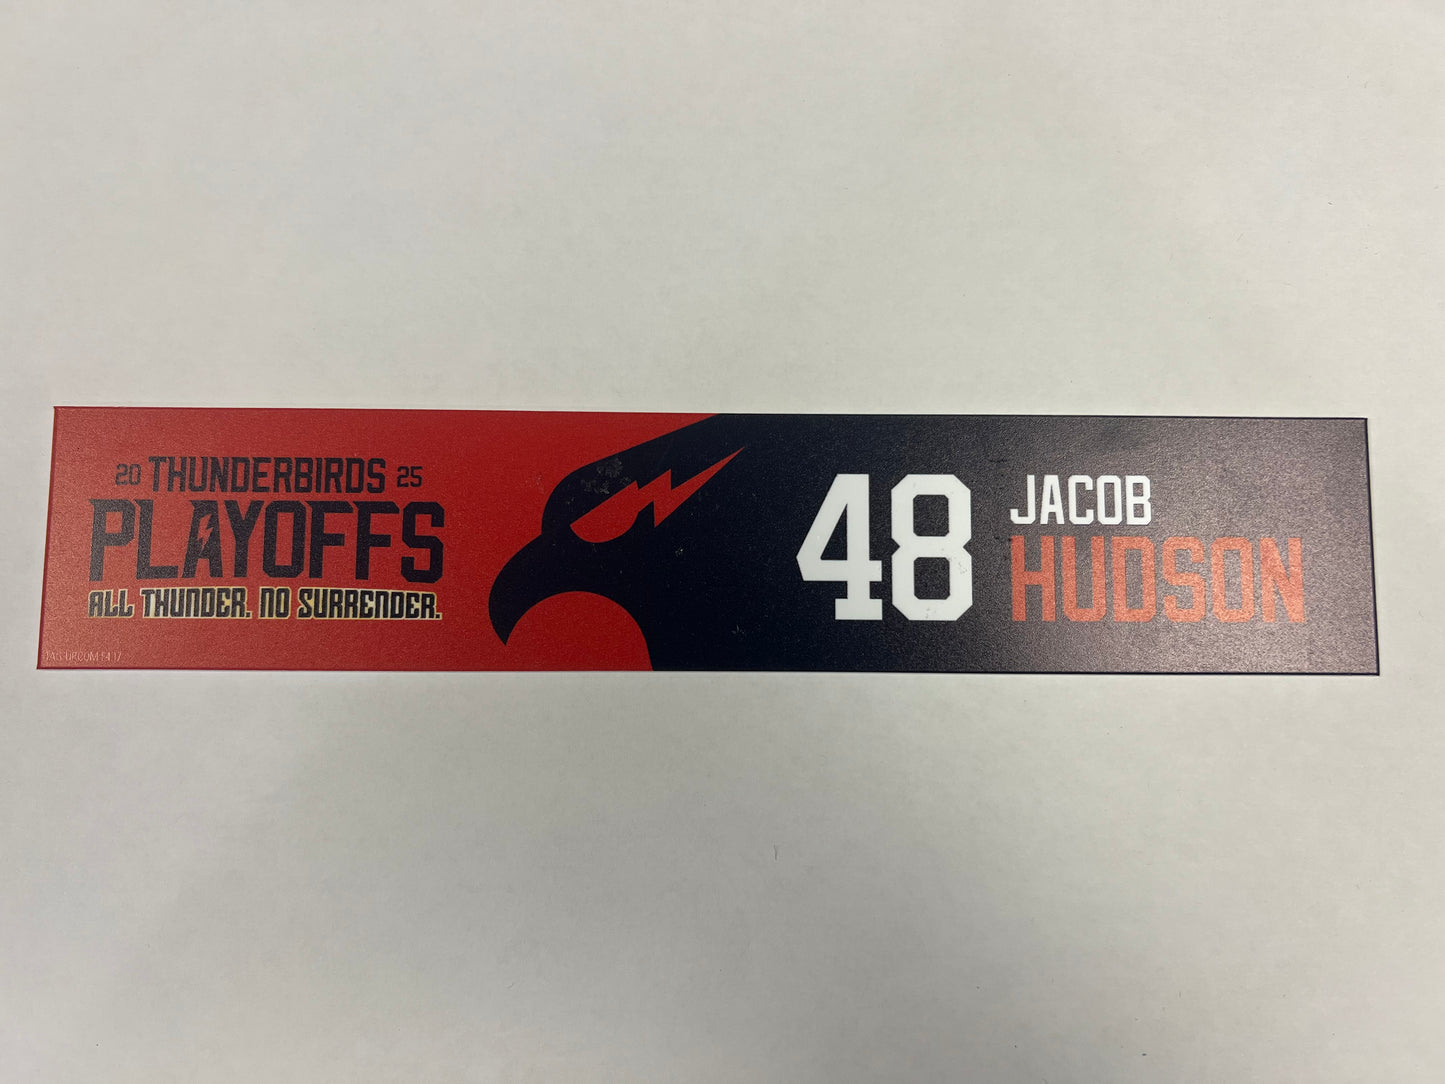 20 THUNDERBIRDS 25
PLAYOFFS
ALL THUNDER. NO SURRENDER.
48
JACOB
HUDSON